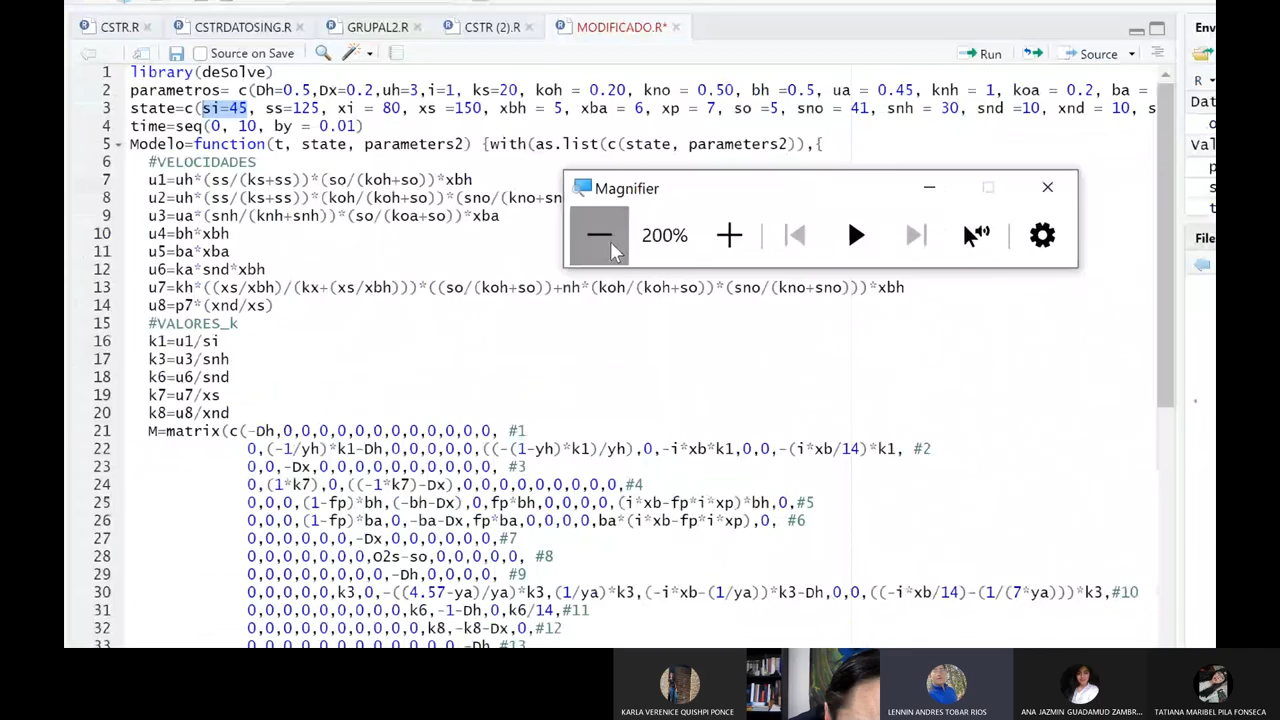 CSTR.R
CSTRDATOSING.R
GRUPAL2.R
CSTR (2).R
MODIFICADO.R*
Env
Source on Save
Run
Source
R
1 library(deSolve)
2 parametros= c(Dh=0.5,Dx=0.2,uh=3,i=1, ks=20, koh = 0.20, kno = 0.50, bh =0.5, ua = 0.45, knh = 1, koa = 0.2, ba =
3 state=c(si=45, ss=125, xi = 80, xs =150, xbh = 5, xba = 6, xp = 7, so =5, sno = 41, snh = 30, snd =10, xnd = 10, s
4 time=seq(0, 10, by = 0.01)
5 Modelo=function(t, state, parameters2) {with(as.list(c(state, parameters2)),{
6 #VELOCIDADES
7 u1=uh*(ss/(ks+ss))*(so/(koh+so))*xbh
8 u2=uh*(ss/(ks+ss))*(koh/(koh+so))*(sno/(kno+sn
9 u3=ua*(snh/(knh+snh))*(so/(koa+so))*xba
10 u4=bh*xbh
11 u5=ba*xba
12 u6=ka*snd*xbh
13 u7=kh*((xs/xbh)/(kx+(xs/xbh)))*((so/(koh+so))+nh*(koh/(koh+so))*(sno/(kno+sno)))*xbh
14 u8=p7*(xnd/xs)
15 #VALORES_k
16 k1=u1/si
17 k3=u3/snh
18 k6=u6/snd
19 k7=u7/xs
20 k8=u8/xnd
21 M=matrix(c(-Dh,0,0,0,0,0,0,0,0,0,0,0,0, #1
22 0,(-1/yh)*k1-Dh,0,0,0,0,0,((-(1-yh)*k1)/yh),0,-i*xb*k1,0,0,-(i*xb/14)*k1, #2
23 0,0,-Dx,0,0,0,0,0,0,0,0,0,0, #3
24 0,(1*k7),0,((-1*k7)-Dx),0,0,0,0,0,0,0,0,0,#4
25 0,0,0,(1-fp)*bh,(-bh-Dx),0,fp*bh,0,0,0,0,(i*xb-fp*i*xp)*bh,0,#5
26 0,0,0,(1-fp)*ba,0,-ba-Dx,fp*ba,0,0,0,0,ba*(i*xb-fp*i*xp),0, #6
27 0,0,0,0,0,0,-Dx,0,0,0,0,0,0,#7
28 0,0,0,0,0,0,0,O2s-so,0,0,0,0,0, #8
29 0,0,0,0,0,0,0,0,-Dh,0,0,0,0, #9
30 0,0,0,0,0,k3,0,-((4.57-ya)/ya)*k3,(1/ya)*k3,(-i*xb-(1/ya))*k3-Dh,0,0,((-i*xb/14)-(1/(7*ya)))*k3,#10
31 0,0,0,0,0,0,0,0,0,k6,-1-Dh,0,k6/14,#11
32 0,0,0,0,0,0,0,0,0,0,k8,-k8-Dx,0,#12
Magnifier
200%
Dat
Val
p
s
t
Files
KARLA VERENICE QUISHPI PONCE
LENNIN ANDRES TOBAR RIOS
ANA JAZMIN GUADAMUD ZAMBR...
TATIANA MARIBEL PILA FONSECA